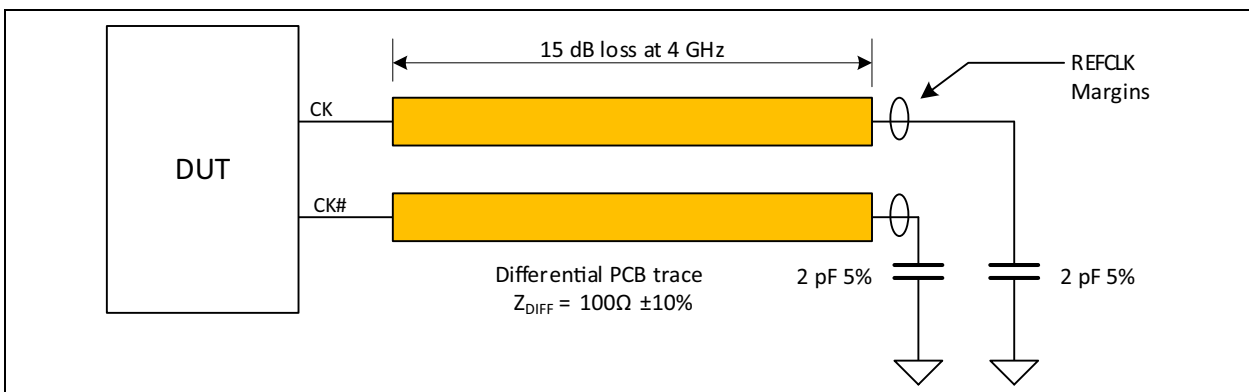 15 dB loss at 4 GHz
REFCLK
Margins
CK
DUT
CK#
Differential PCB trace
Z_DIFF = 100Ω ±10%
2 pF 5%
2 pF 5%